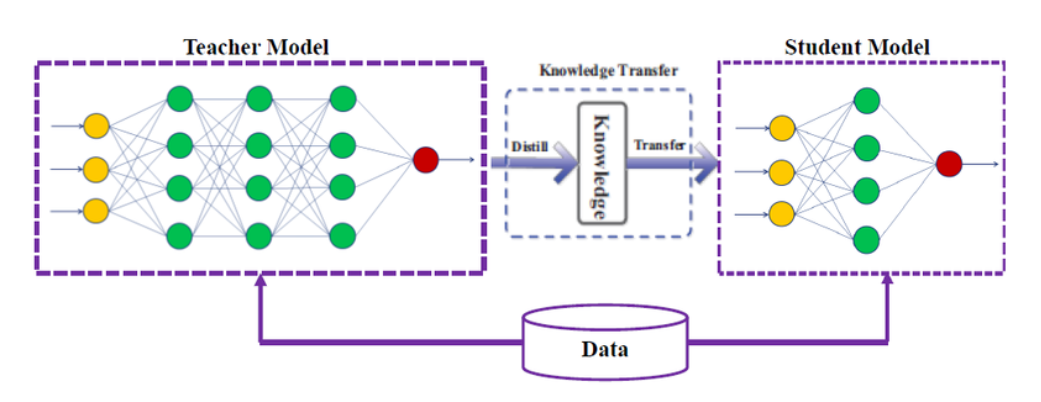 Teacher Model
Student Model
Knowledge Transfer
Distill
Knowledge
Transfer
Data